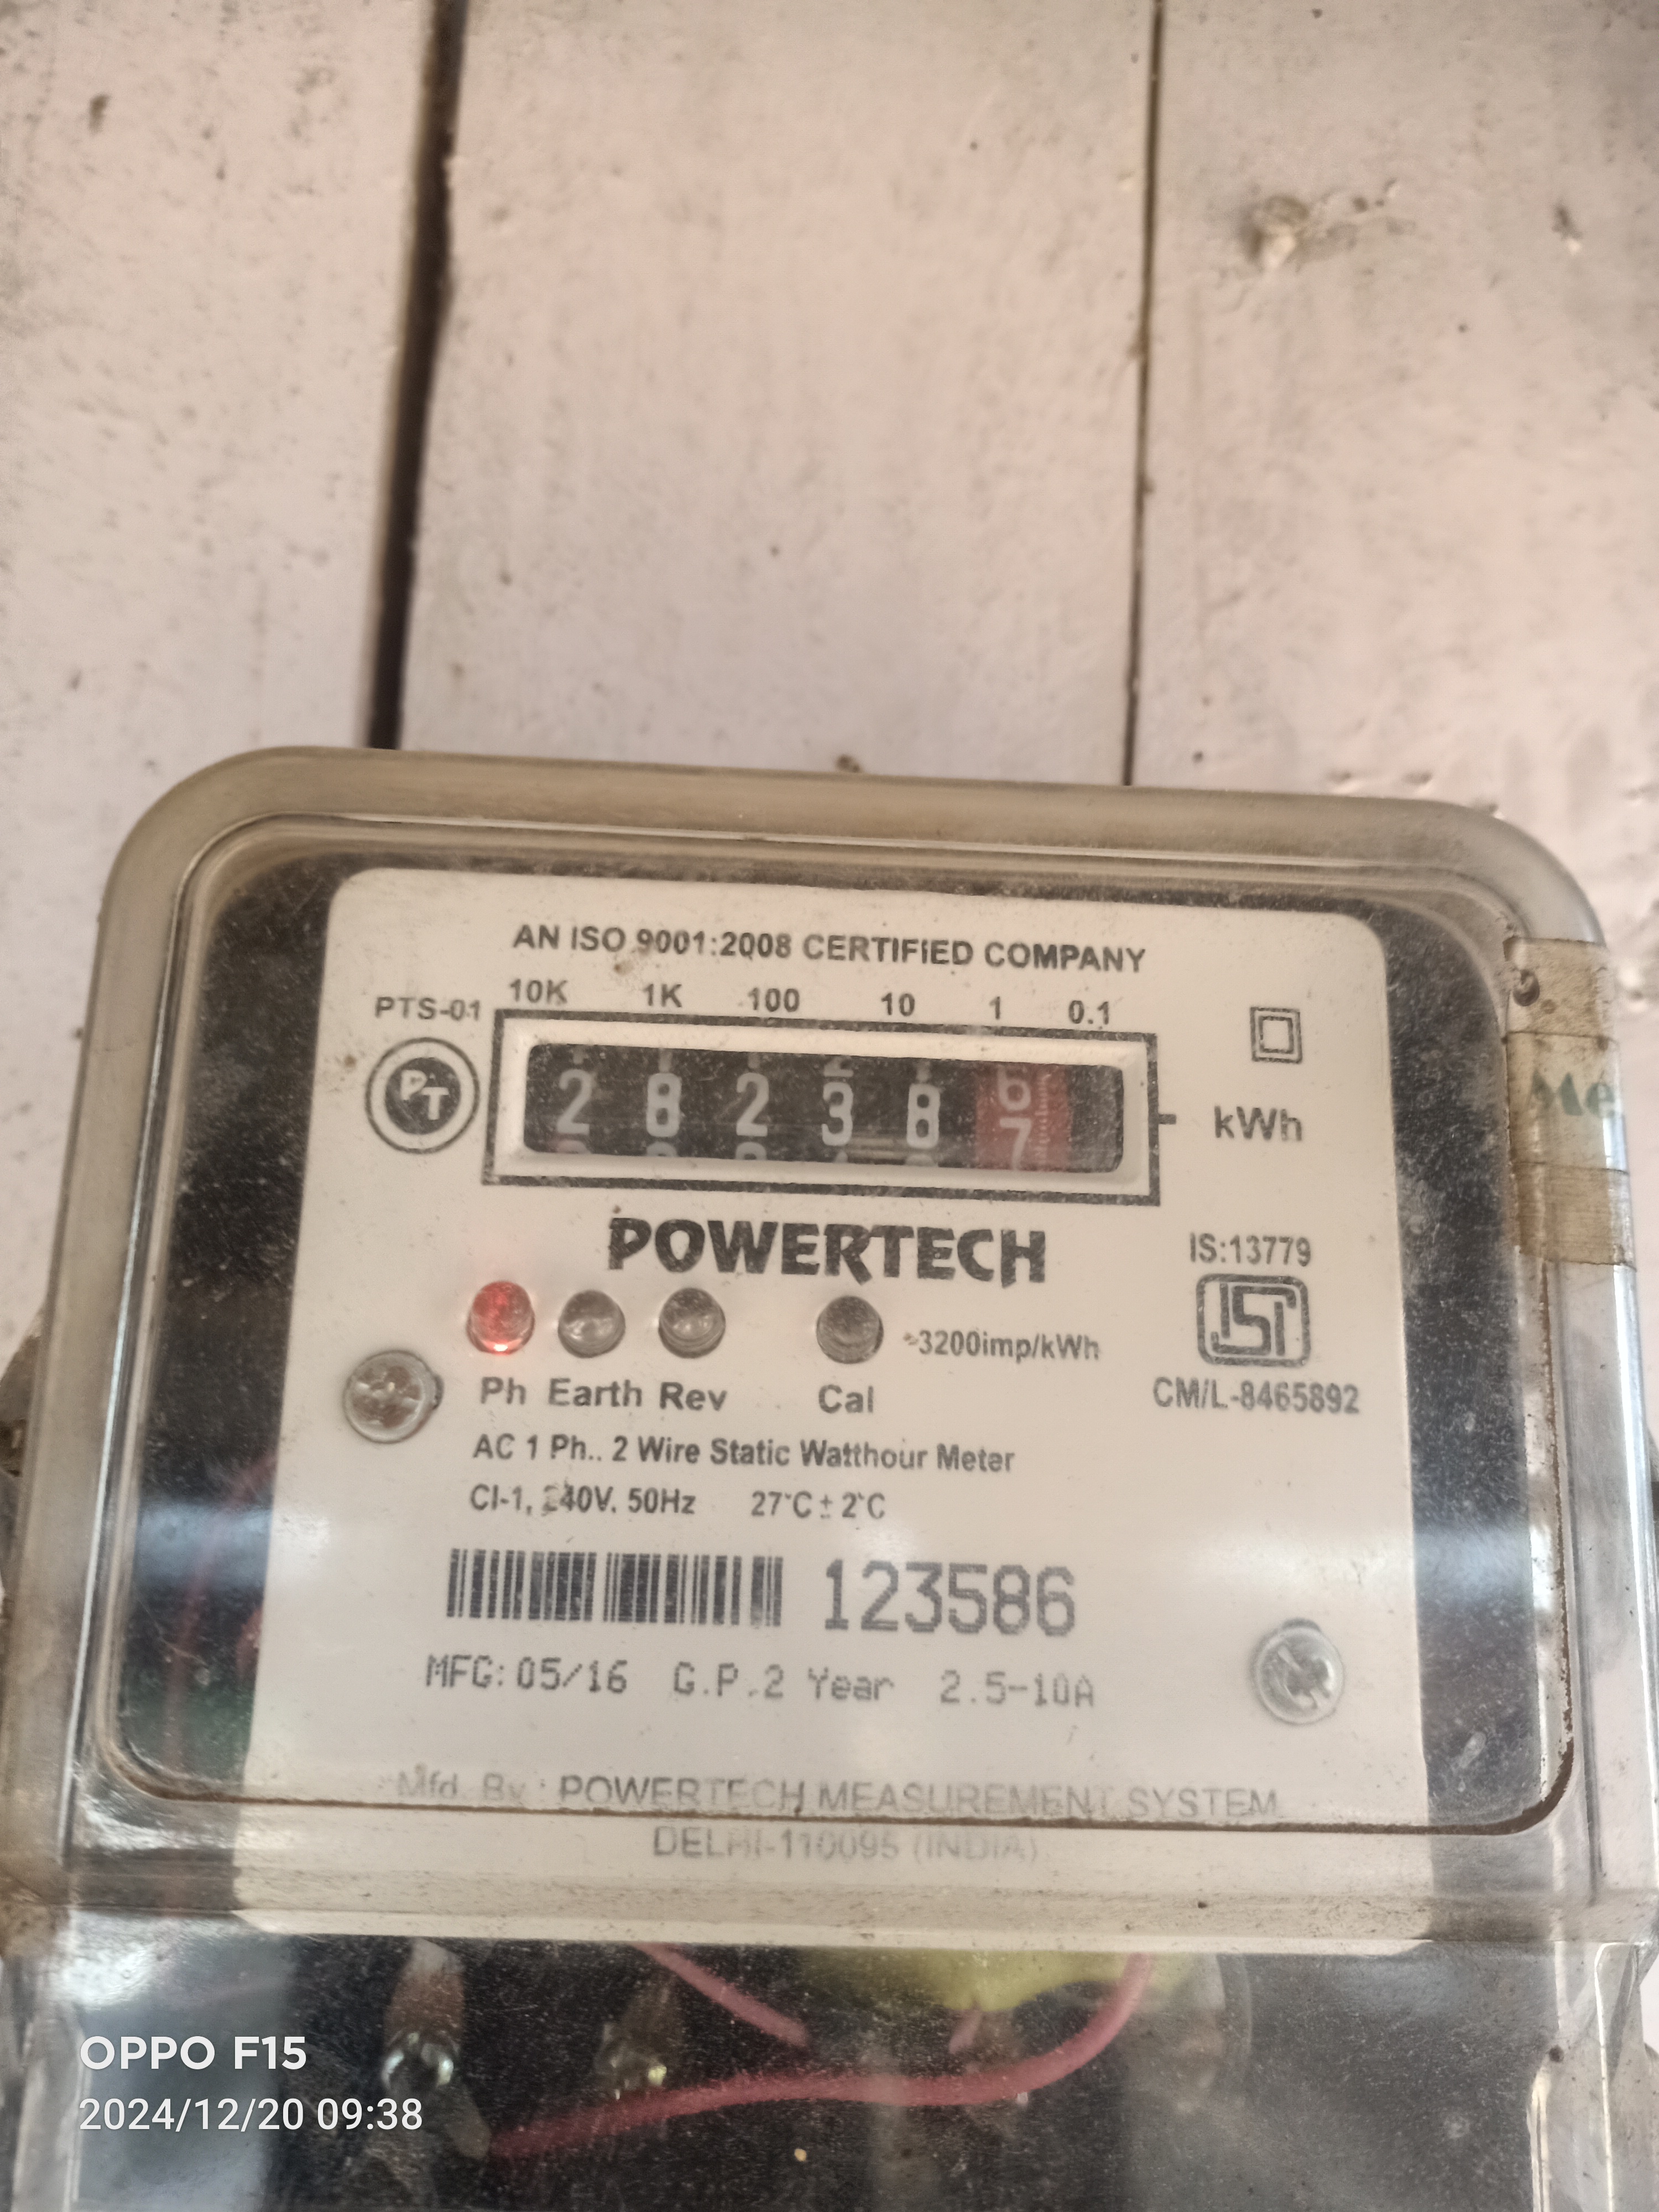 AN ISO 9001:2008 CERTIFIED COMPANY
PTS-01 10K 1K 100 10 1 0.1
PT 2 8 2 3 8 6 kWh
7
POWERTECH
IS:13779
ISI
3200imp/kWh
Ph Earth Rev Cal
CM/L-8465892
AC 1 Ph.. 2 Wire Static Watthour Meter
Cl-1, 240V. 50Hz 27°C ± 2°C
123586
MFG:05/16 G.P.2 Year 2.5-10A
Mfd. By : POWERTECH MEASUREMENT SYSTEM
DELHI-110095 (INDIA)
OPPO F15
2024/12/20 09:38